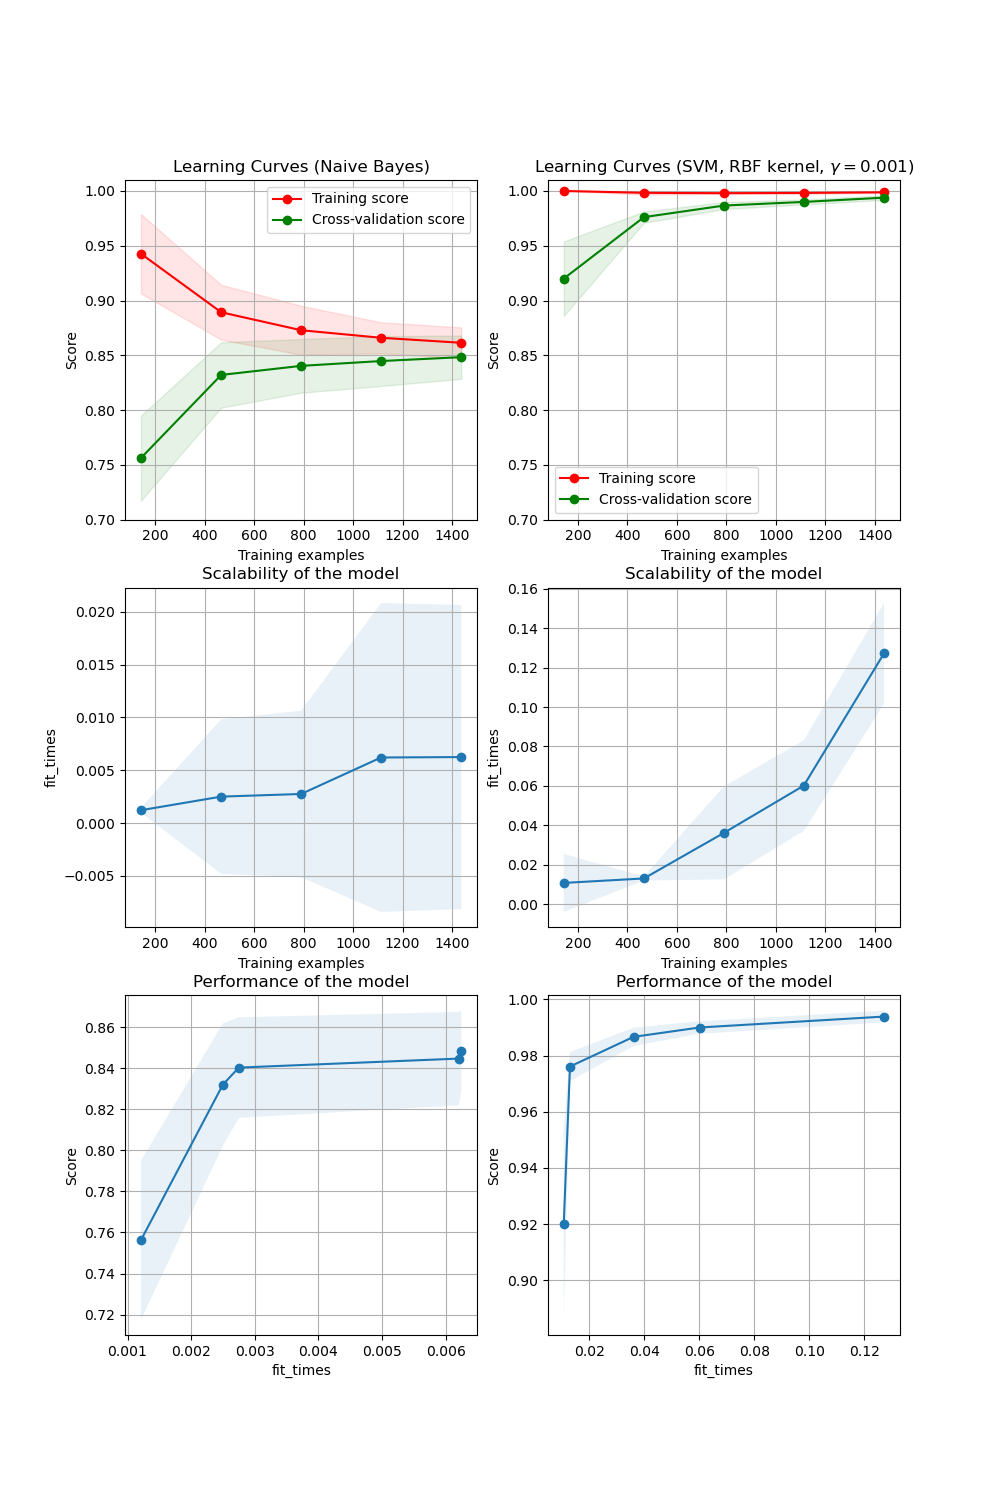 Learning Curves (Naive Bayes)
1.00
0.95
0.90
0.85
0.80
0.75
0.70
Score
Training score
Cross-validation score
200 400 600 800 1000 1200 1400
Training examples
Learning Curves (SVM, RBF kernel, γ = 0.001)
1.00
0.95
0.90
0.85
0.80
0.75
0.70
Score
Training score
Cross-validation score
200 400 600 800 1000 1200 1400
Training examples
Scalability of the model
0.020
0.015
0.010
0.005
0.000
−0.005
fit_times
200 400 600 800 1000 1200 1400
Training examples
Scalability of the model
0.16
0.14
0.12
0.10
0.08
0.06
0.04
0.02
0.00
fit_times
200 400 600 800 1000 1200 1400
Training examples
Performance of the model
0.86
0.84
0.82
0.80
0.78
0.76
0.74
0.72
Score
0.001 0.002 0.003 0.004 0.005 0.006
fit_times
Performance of the model
1.00
0.98
0.96
0.94
0.92
0.90
Score
0.02 0.04 0.06 0.08 0.10 0.12
fit_times